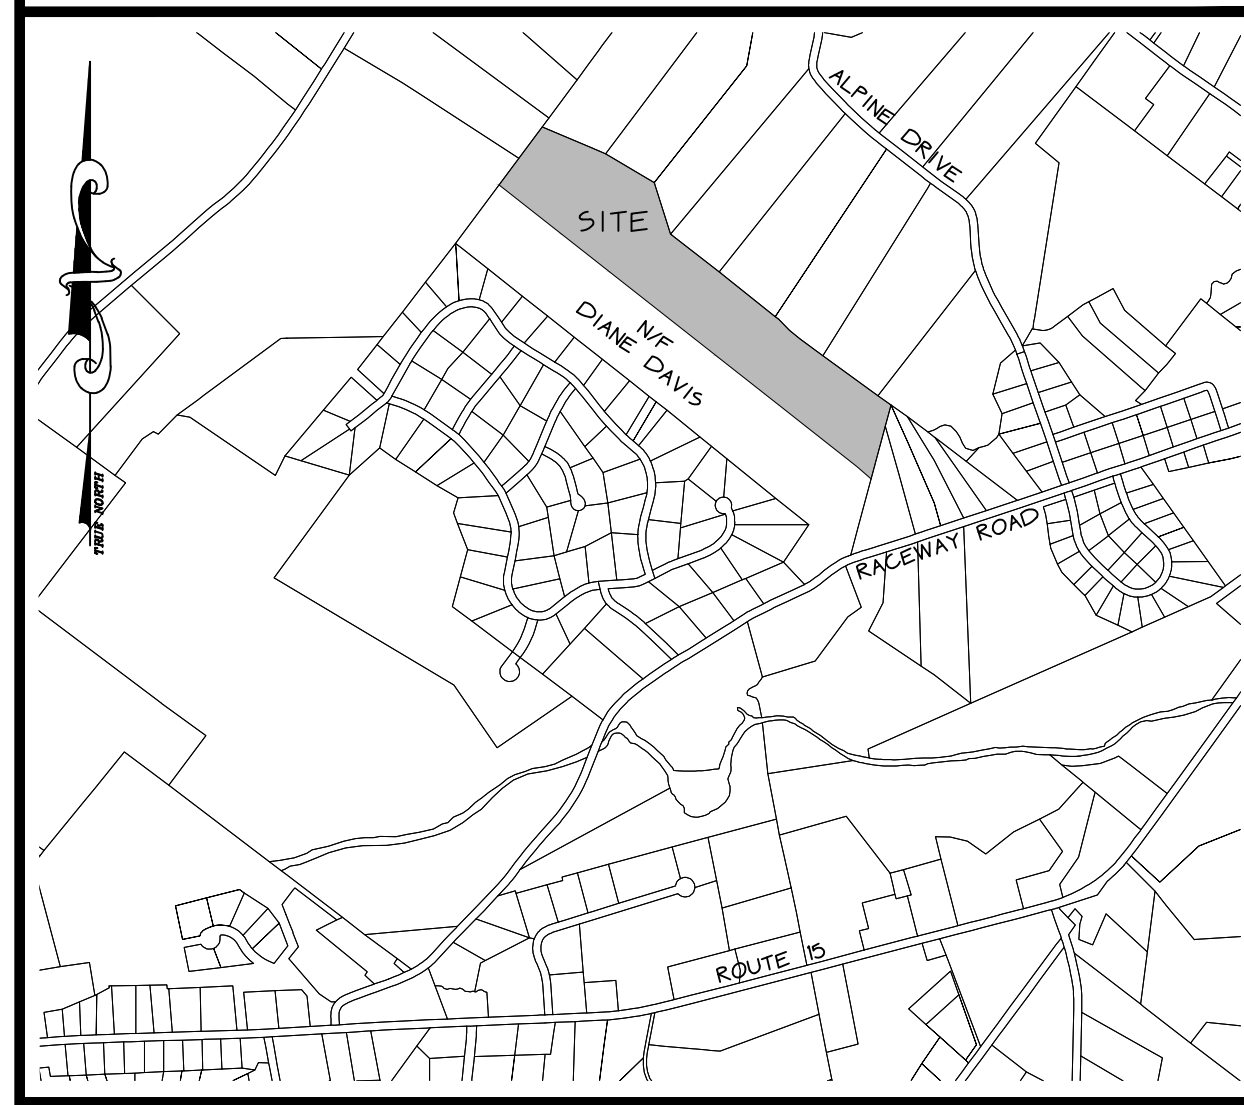 ALPINE DRIVE
SITE
N/F
DIANE DAVIS
TRUE NORTH
RACEWAY ROAD
ROUTE 15